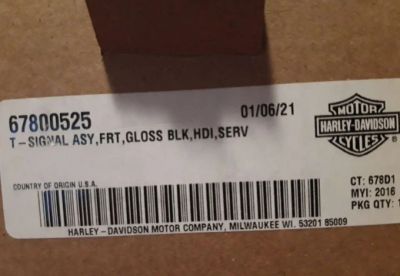 67800525 01/06/21
T-SIGNAL ASY,FRT,GLOSS BLK,HDI,SERV
MOTOR
HARLEY-DAVIDSON
CYCLES
®
COUNTRY OF ORIGIN U.S.A.
CT: 678D1
MYI: 2016
PKG QTY: 1
HARLEY-DAVIDSON MOTOR COMPANY, MILWAUKEE WI. 53201 85009